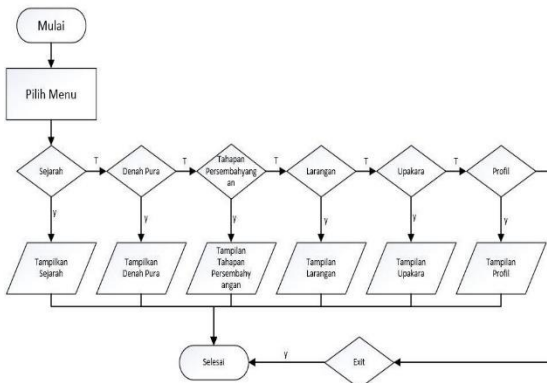 Mulai
Pilih Menu
Sejarah
T
Denah Pura
T
Tahapan
Persembahyang
an
T
Larangan
T
Upakara
T
Profil
y
y
y
y
y
y
Tampilkan
Sejarah
Tampilkan
Denah Pura
Tampilan
Tahapan
Persembahy
angan
Tampilan
Larangan
Tampilan
Upakara
Tampilan
Profil
Selesai
y
Exit